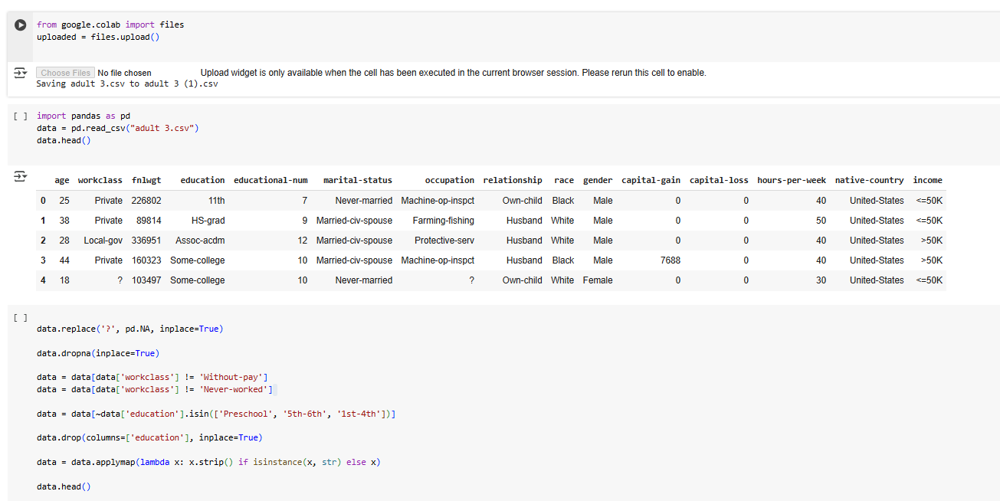 from google.colab import files
uploaded = files.upload()
Choose Files No file chosen Upload widget is only available when the cell has been executed in the current browser session. Please rerun this cell to enable.
Saving adult 3.csv to adult 3 (1).csv
[ ] import pandas as pd
data = pd.read_csv("adult 3.csv")
data.head()
age workclass fnlwgt education educational-num marital-status occupation relationship race gender capital-gain capital-loss hours-per-week native-country income
0 25 Private 226802 11th 7 Never-married Machine-op-inspct Own-child Black Male 0 0 40 United-States <=50K
1 38 Private 89814 HS-grad 9 Married-civ-spouse Farming-fishing Husband White Male 0 0 50 United-States <=50K
2 28 Local-gov 336951 Assoc-acdm 12 Married-civ-spouse Protective-serv Husband White Male 0 0 40 United-States >50K
3 44 Private 160323 Some-college 10 Married-civ-spouse Machine-op-inspct Husband Black Male 7688 0 40 United-States >50K
4 18 ? 103497 Some-college 10 Never-married ? Own-child White Female 0 0 30 United-States <=50K
[ ]
data.replace('?', pd.NA, inplace=True)
data.dropna(inplace=True)
data = data[data['workclass'] != 'Without-pay']
data = data[data['workclass'] != 'Never-worked']
data = data[~data['education'].isin(['Preschool', '5th-6th', '1st-4th'])]
data.drop(columns=['education'], inplace=True)
data = data.applymap(lambda x: x.strip() if isinstance(x, str) else x)
data.head()